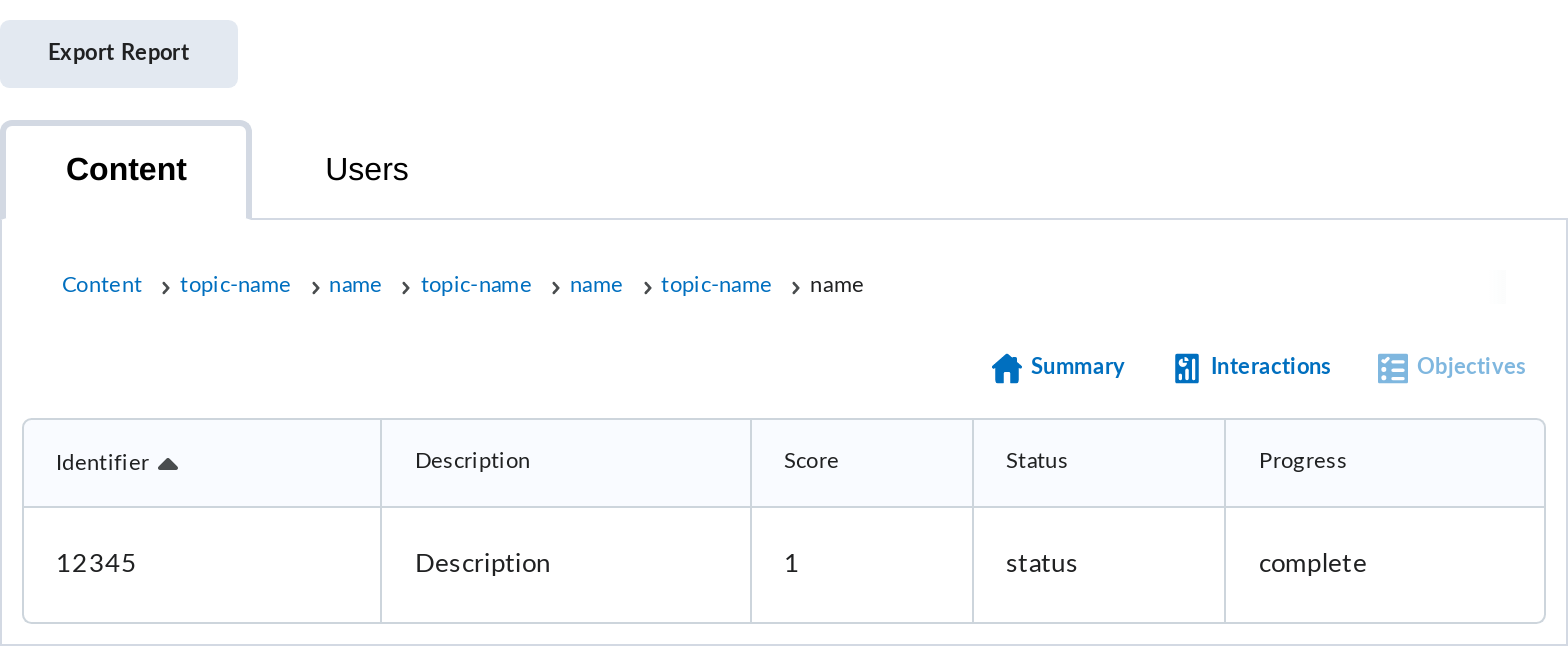 Export Report
Content Users
Content topic-name name topic-name name topic-name name
Summary Interactions Objectives
Identifier Description Score Status Progress
12345 Description 1 status complete